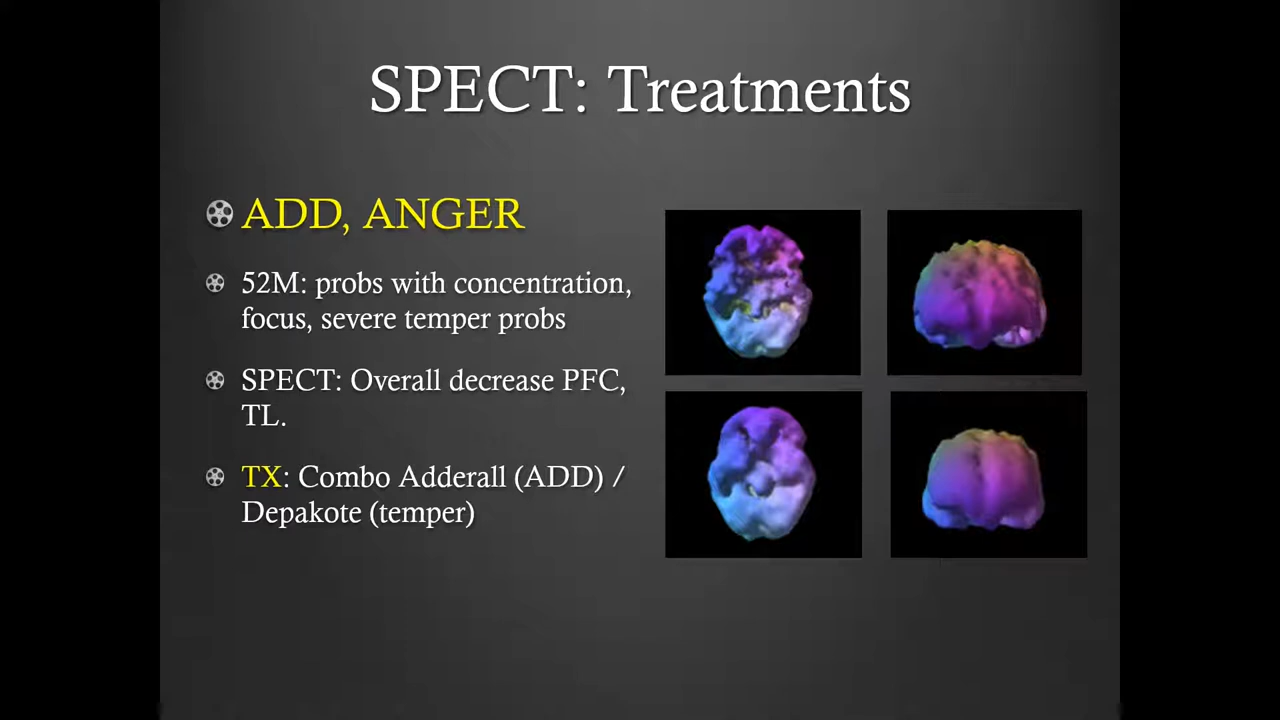 SPECT: Treatments
ADD, ANGER
52M: probs with concentration,
focus, severe temper probs
SPECT: Overall decrease PFC,
TL.
TX: Combo Adderall (ADD) /
Depakote (temper)